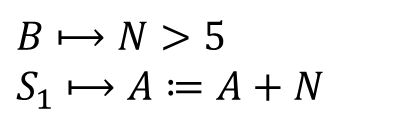 B ⟼ N > 5
S₁ ⟼ A := A + N